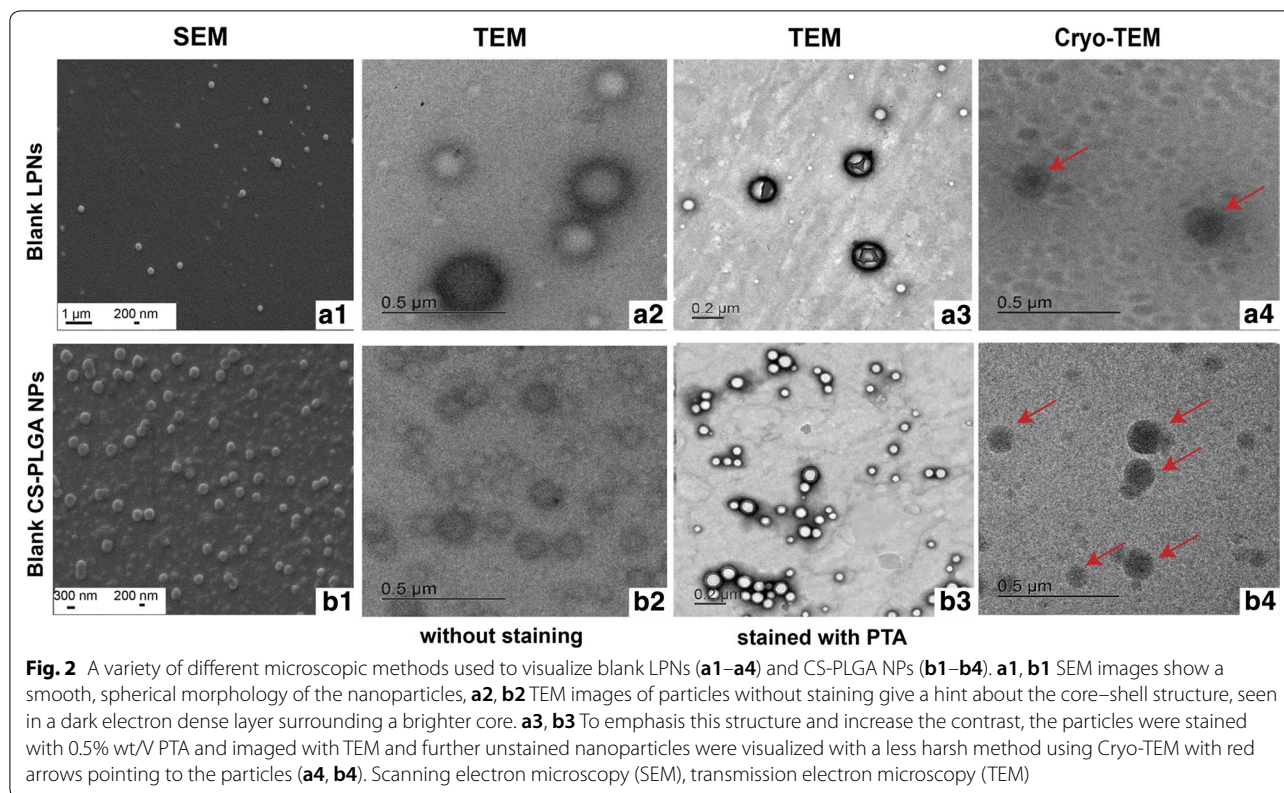 SEM TEM TEM Cryo-TEM
Blank LPNs
1 µm 200 nm a1
0.5 µm a2
0.2 µm a3
0.5 µm a4
Blank CS-PLGA NPs
300 nm 200 nm b1
0.5 µm b2
0.2 µm b3
0.5 µm b4
without staining stained with PTA
Fig. 2 A variety of different microscopic methods used to visualize blank LPNs (a1–a4) and CS-PLGA NPs (b1–b4). a1, b1 SEM images show a
smooth, spherical morphology of the nanoparticles, a2, b2 TEM images of particles without staining give a hint about the core–shell structure, seen
in a dark electron dense layer surrounding a brighter core. a3, b3 To emphasis this structure and increase the contrast, the particles were stained
with 0.5% wt/V PTA and imaged with TEM and further unstained nanoparticles were visualized with a less harsh method using Cryo-TEM with red
arrows pointing to the particles (a4, b4). Scanning electron microscopy (SEM), transmission electron microscopy (TEM)